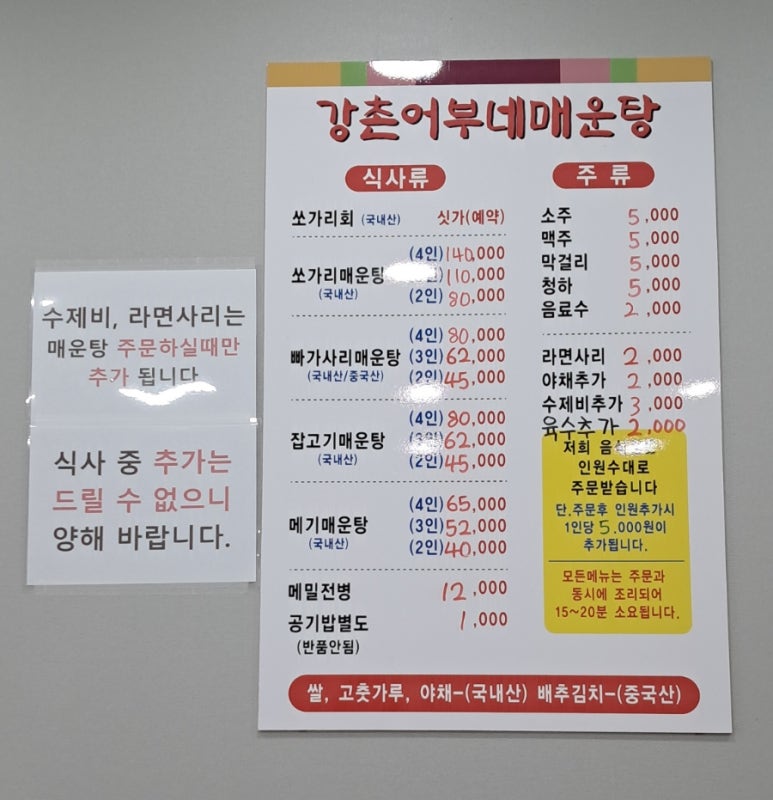 수제비, 라면사리는
매운탕 주문하실때만
추가 됩니다
식사 중 추가는
드릴 수 없으니
양해 바랍니다.
강촌어부네매운탕
식사류
쏘가리회 (국내산) 싯가(예약)
쏘가리매운탕 (국내산)
(4인) 140,000
110,000
(2인) 80,000
빠가사리매운탕 (국내산/중국산)
(4인) 80,000
(3인) 62,000
(2인) 45,000
잡고기매운탕 (국내산)
(4인) 80,000
(3인) 62,000
(2인) 45,000
메기매운탕 (국내산)
(4인) 65,000
(3인) 52,000
(2인) 40,000
메밀전병 12,000
공기밥별도 1,000
(반품안됨)
주류
소주 5,000
맥주 5,000
막걸리 5,000
청하 5,000
음료수 2,000
라면사리 2,000
야채추가 2,000
수제비추가 3,000
육수추가 2,000
저희
인원수대로
주문받습니다
단.주문후 인원추가시
1인당 5.000원이
추가됩니다.
모든메뉴는 주문과
동시에 조리되어
15~20분 소요됩니다.
쌀, 고춧가루, 야채-(국내산) 배추김치-(중국산)